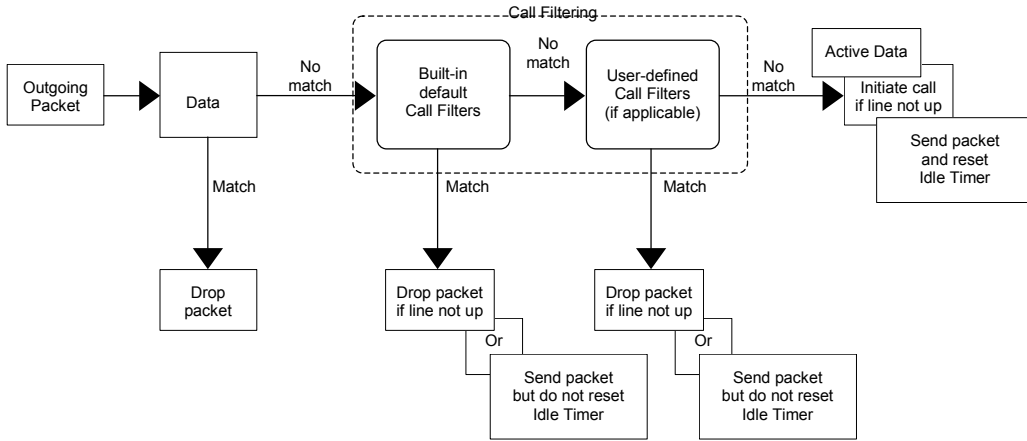 Call Filtering
Outgoing
Packet
Data
No
match
Built-in
default
Call Filters
No
match
User-defined
Call Filters
(if applicable)
No
match
Active Data
Initiate call
if line not up
Send packet
and reset
Idle Timer
Match
Match
Match
Drop
packet
Drop packet
if line not up
Or
Send packet
but do not reset
Idle Timer
Drop packet
if line not up
Or
Send packet
but do not reset
Idle Timer